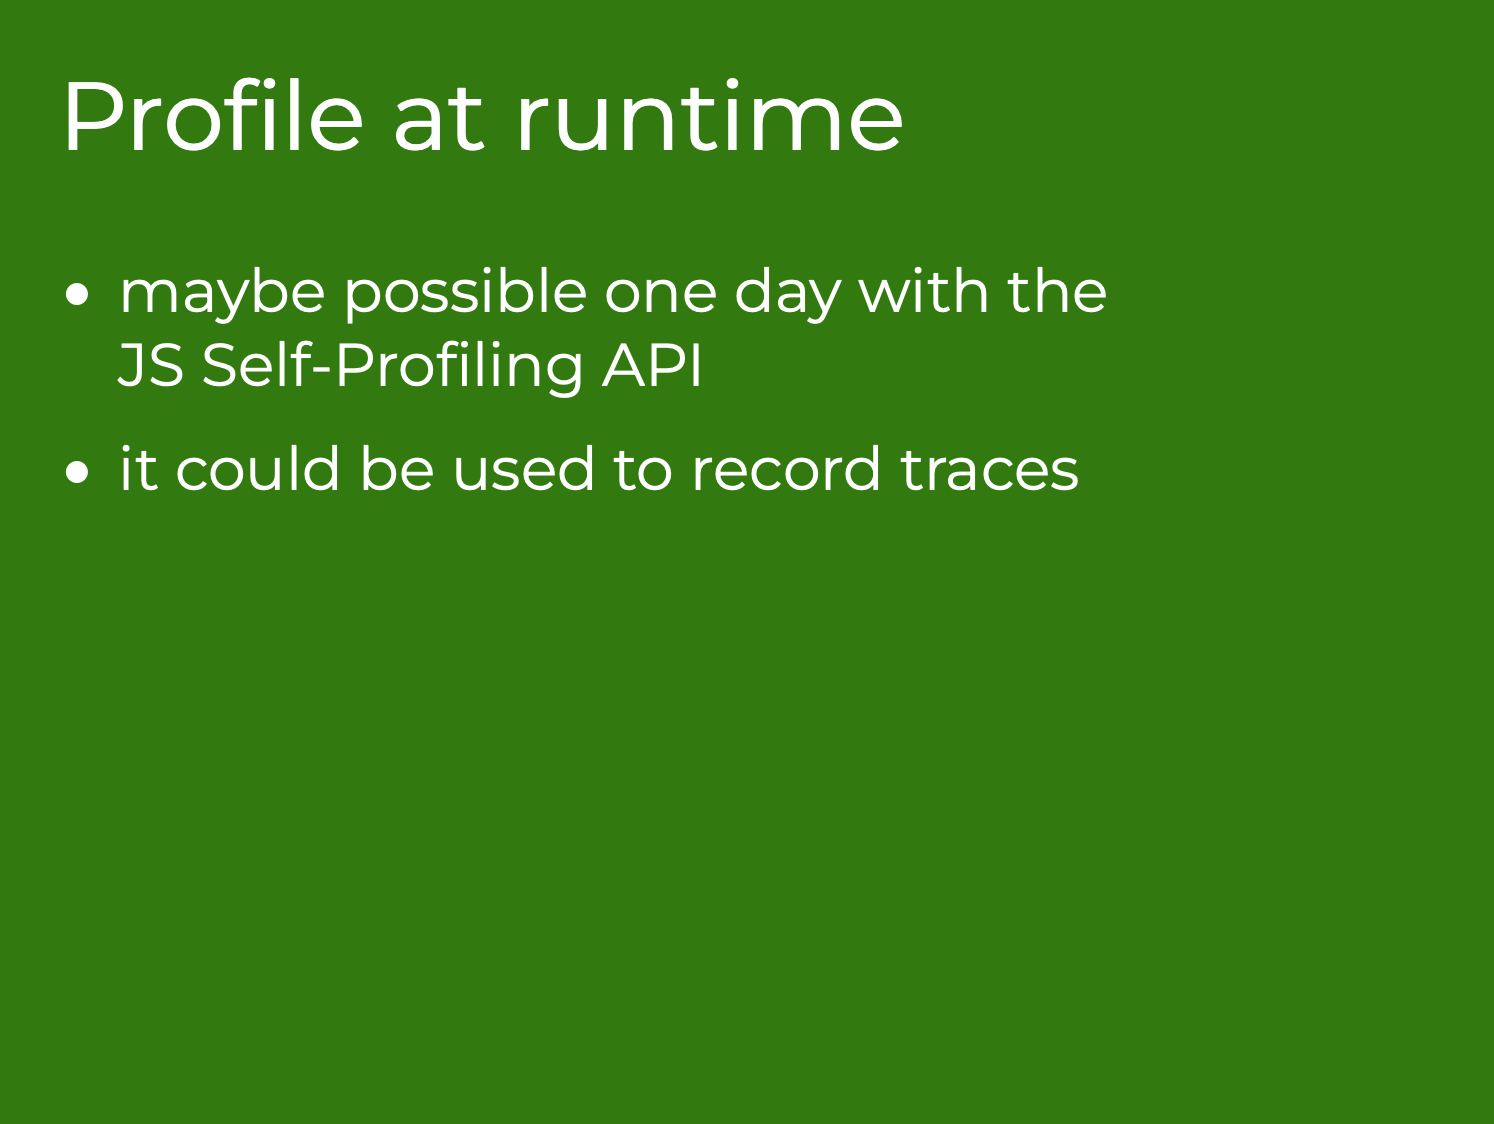 Profile at runtime
• maybe possible one day with the
JS Self-Profiling API
• it could be used to record traces